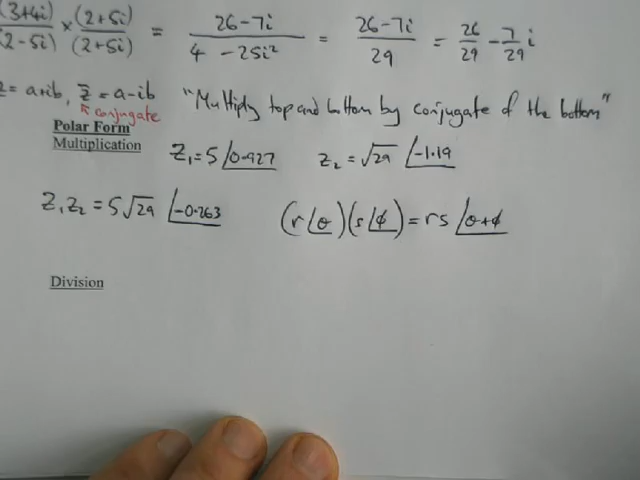 (3+4i)/(2-5i) × (2+5i)/(2+5i) = 26-7i/4-25i² = 26-7i/29 = 26/29 - 7/29 i
z = a+ib, z̄ = a-ib "Multiply top and bottom by conjugate of the bottom"
↖ conjugate
Polar Form
Multiplication
Z₁ = 5∠0.927 Z₂ = √29 ∠-1.19
Z₁Z₂ = 5√29 ∠-0.263 (r∠θ)(s∠ϕ) = rs∠θ+ϕ
Division